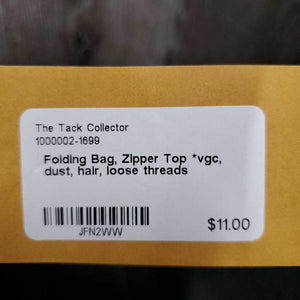 The Tack Collector
1000002-1699
Folding Bag, Zipper Top *vgc,
dust, hair, loose threads
JFN2WW
$11.00